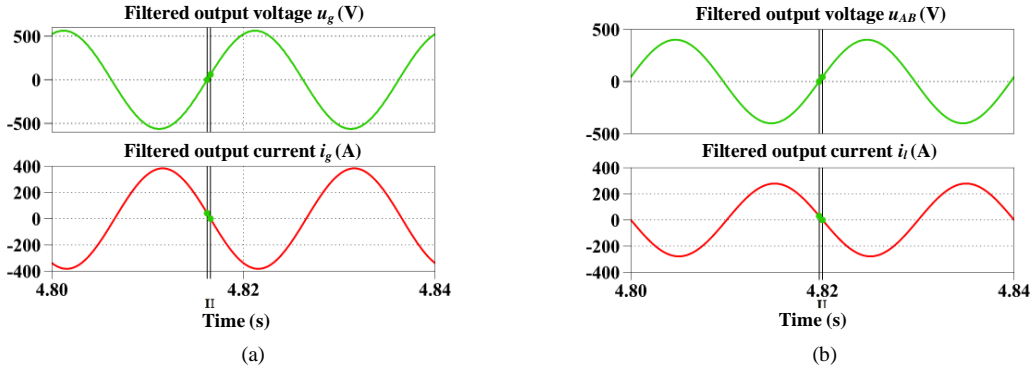 Filtered output voltage u_g (V)
500
0
-500
Filtered output current i_g (A)
400
200
0
-200
-400
4.80
4.82
4.84
Time (s)
(a)
Filtered output voltage u_AB (V)
500
0
-500
Filtered output current i_l (A)
400
200
0
-200
-400
4.80
4.82
4.84
Time (s)
(b)